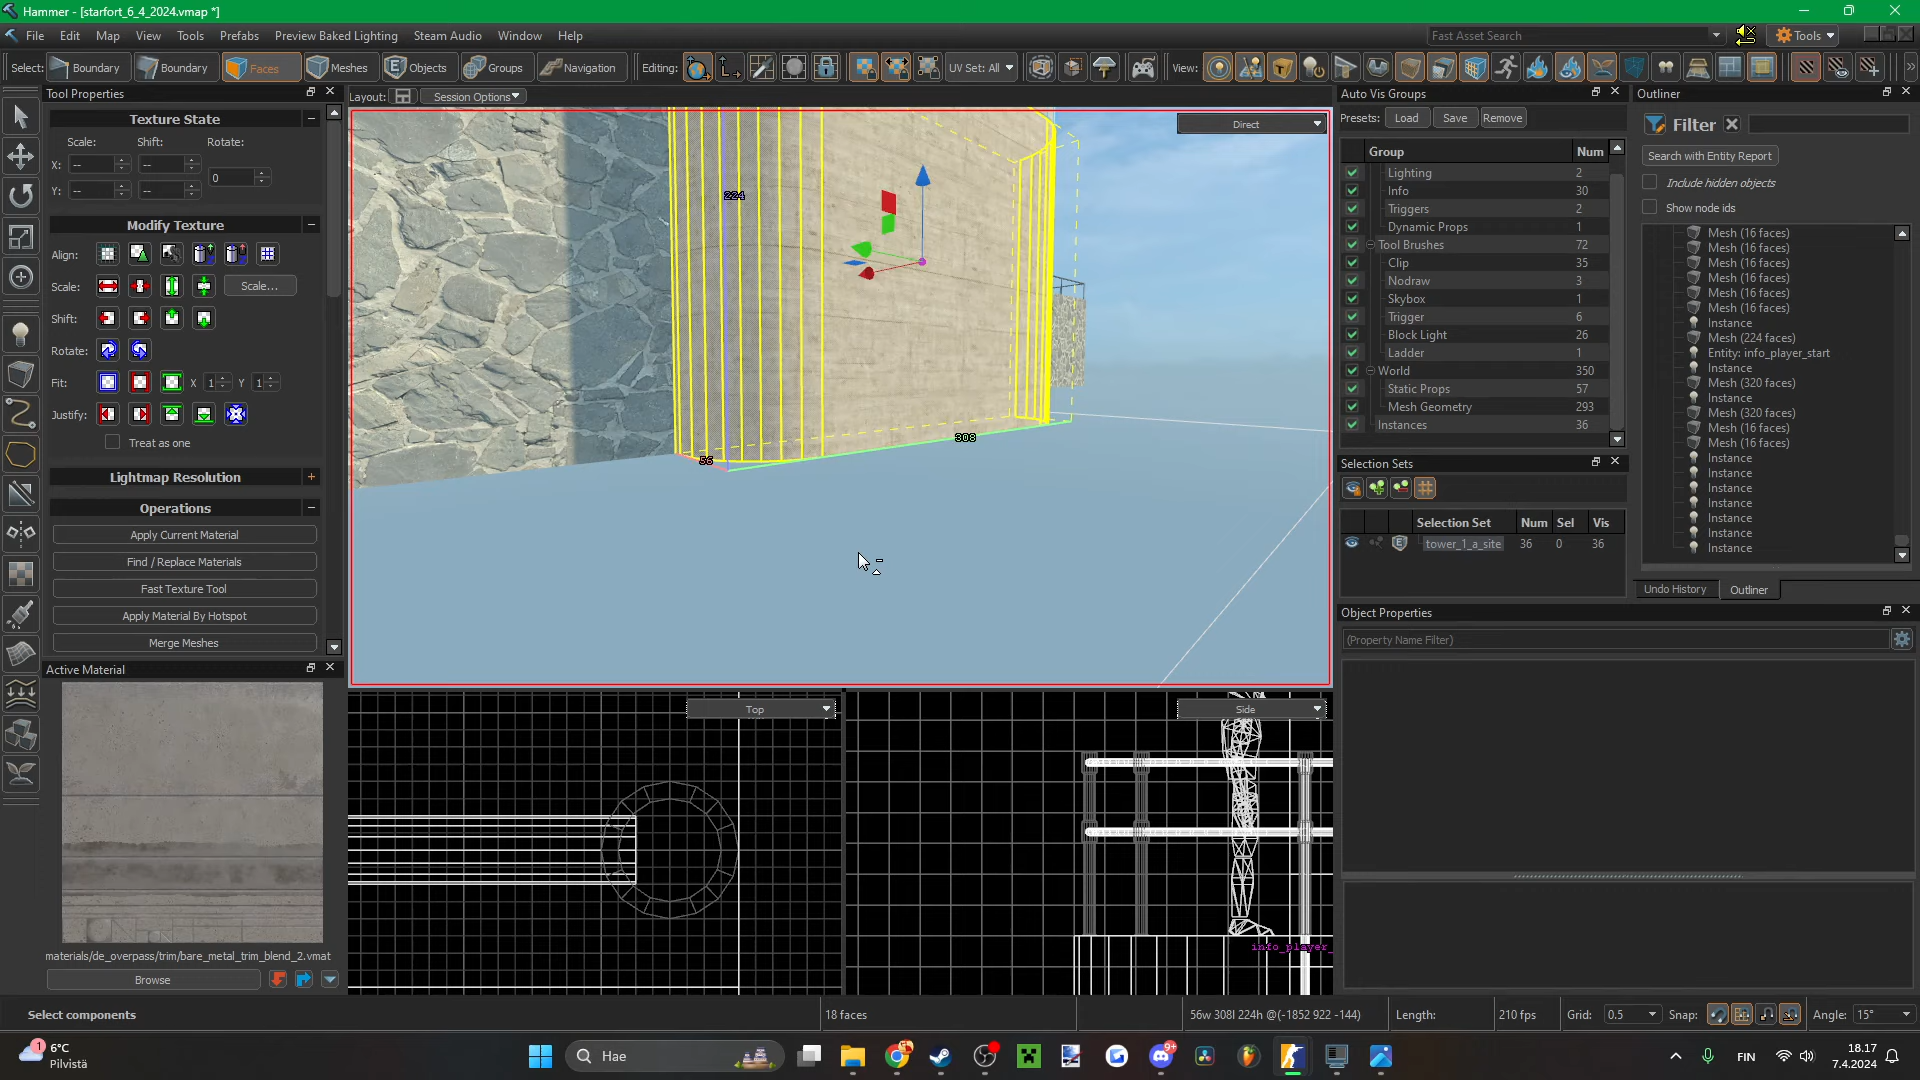 Hammer - [starfort_6_4_2024.vmap *]
File Edit Map View Tools Prefabs Preview Baked Lighting Steam Audio Window Help
Fast Asset Search
Tools
Select: Boundary Boundary Faces Meshes Objects Groups Navigation Editing: UV Set: All View:
Tool Properties
Layout: Session Options
Auto Vis Groups
Outliner
Texture State
Scale: Shift: Rotate:
X: -- -- 0
Y: -- --
Modify Texture
Align:
Scale: Scale...
Shift:
Rotate:
Fit: X 1 Y 1
Justify:
Treat as one
Lightmap Resolution
Operations
Apply Current Material
Find / Replace Materials
Fast Texture Tool
Apply Material By Hotspot
Merge Meshes
Active Material
materials/de_overpass/trim/bare_metal_trim_blend_2.vmat
Browse
Direct
224
308
56
Top
Side
info_player_
Presets: Load Save Remove
Group Num
Lighting 2
Info 30
Triggers 2
Dynamic Props 1
Tool Brushes 72
Clip 35
Nodraw 3
Skybox 1
Trigger 6
Block Light 26
Ladder 1
World 350
Static Props 57
Mesh Geometry 293
Instances 36
Selection Sets
Selection Set Num Sel Vis
tower_1_a_site 36 0 36
Filter
Search with Entity Report
Include hidden objects
Show node ids
Mesh (16 faces)
Mesh (16 faces)
Mesh (16 faces)
Mesh (16 faces)
Mesh (16 faces)
Mesh (16 faces)
Instance
Mesh (224 faces)
Entity: info_player_start
Instance
Mesh (320 faces)
Instance
Mesh (320 faces)
Mesh (16 faces)
Mesh (16 faces)
Instance
Instance
Instance
Instance
Instance
Instance
Instance
Undo History Outliner
Object Properties
(Property Name Filter)
Select components
18 faces
56w 308l 224h @(-1852 922 -144)
Length:
210 fps
Grid: 0.5
Snap:
Angle: 15°
6°C
Pilvistä
Hae
FIN
18.17
7.4.2024